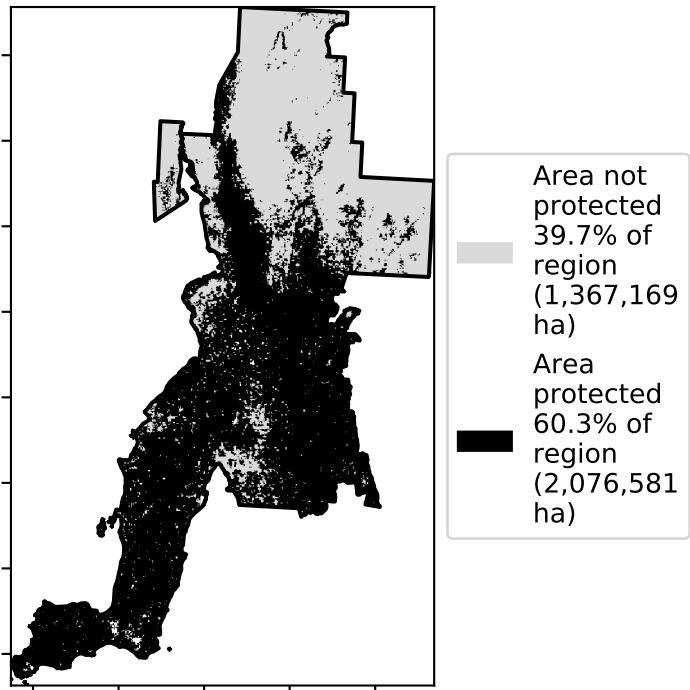 Area not
protected
39.7% of
region
(1,367,169
ha)
Area
protected
60.3% of
region
(2,076,581
ha)